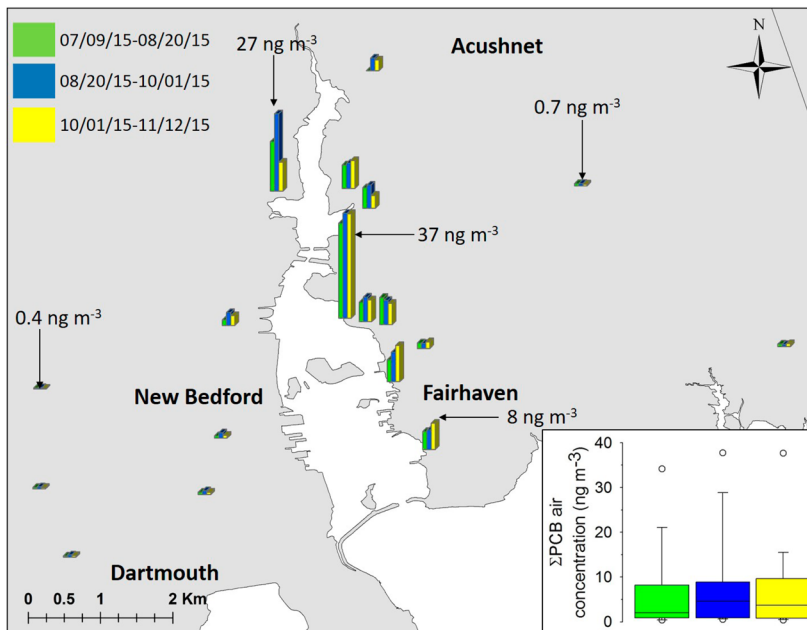 07/09/15-08/20/15
08/20/15-10/01/15
10/01/15-11/12/15
27 ng m-3
Acushnet
N
0.7 ng m-3
37 ng m-3
0.4 ng m-3
New Bedford
Fairhaven
8 ng m-3
Dartmouth
0 0.5 1 2 Km
ΣPCB air
concentration (ng m-3)
40
30
20
10
0